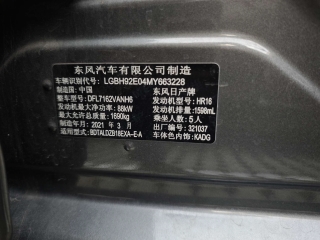 东风汽车有限公司制造
车辆识别代号: LGBH92E04MY663228
制造国: 中国 东风日产牌
整车型号: DFL7162VANH6 发动机型号: HR16
发动机最大净功率: 88kW 发动机排量: 1598mL
最大允许总质量: 1690kg 乘坐人数: 5人
制造年月: 2021年 3月 出厂编号: 321037
适用型式: BDTALDZB18EXA-E-A 车体色内饰: KADG